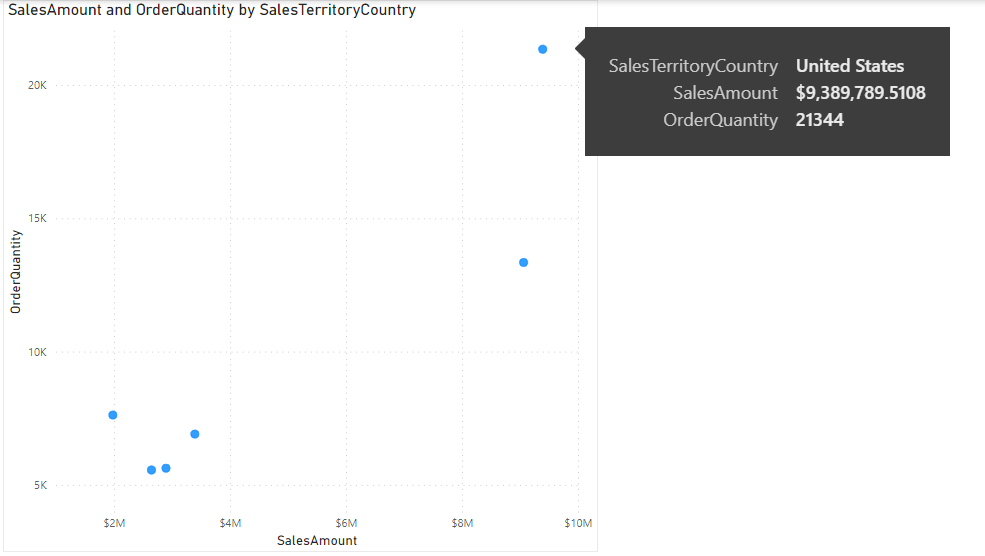 SalesAmount and OrderQuantity by SalesTerritoryCountry
SalesTerritoryCountry United States
SalesAmount $9,389,789.5108
OrderQuantity 21344
20K
15K
10K
5K
OrderQuantity
$2M $4M $6M $8M $10M
SalesAmount